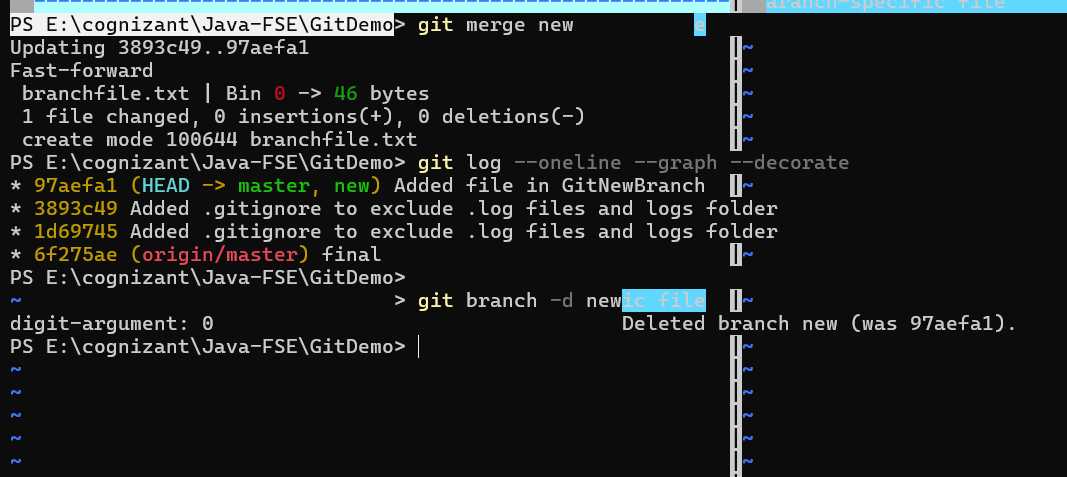 aranch-specific file
PS E:\cognizant\Java-FSE\GitDemo> git merge new e
Updating 3893c49..97aefa1 ~
Fast-forward ~
branchfile.txt | Bin 0 -> 46 bytes ~
1 file changed, 0 insertions(+), 0 deletions(-) ~
create mode 100644 branchfile.txt ~
PS E:\cognizant\Java-FSE\GitDemo> git log --oneline --graph --decorate
* 97aefa1 (HEAD -> master, new) Added file in GitNewBranch |~
* 3893c49 Added .gitignore to exclude .log files and logs folder
* 1d69745 Added .gitignore to exclude .log files and logs folder
* 6f275ae (origin/master) final |~
PS E:\cognizant\Java-FSE\GitDemo>
~ > git branch -d newic file |~
digit-argument: 0 Deleted branch new (was 97aefa1).
PS E:\cognizant\Java-FSE\GitDemo> |~
~ |~
~ |~
~ |~
~ |~
~ |~